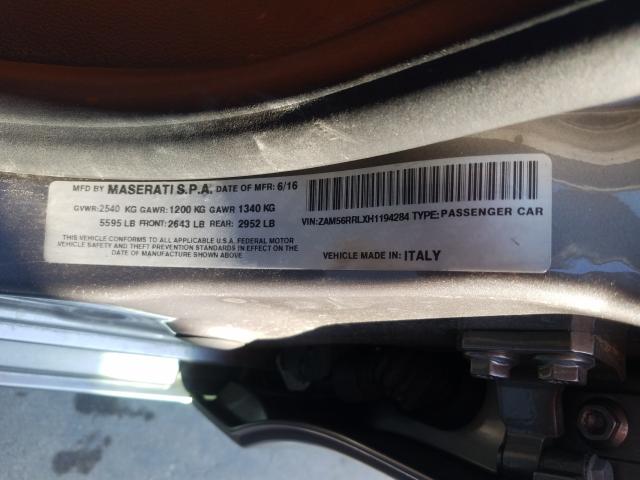 MFD BY MASERATI S.P.A. DATE OF MFR: 6/16
GVWR:2540 KG GAWR:1200 KG GAWR 1340 KG
5595 LB FRONT:2643 LB REAR: 2952 LB
THIS VEHICLE CONFORMS TO ALL APPLICABLE U.S.A. FEDERAL MOTOR
VEHICLE SAFETY AND THEFT PREVENTION STANDARDS IN EFFECT ON THE
DATE OF MANUFACTURE SHOWN ABOVE
VIN:ZAM56RRLXH1194284 TYPE:PASSENGER CAR
VEHICLE MADE IN: ITALY